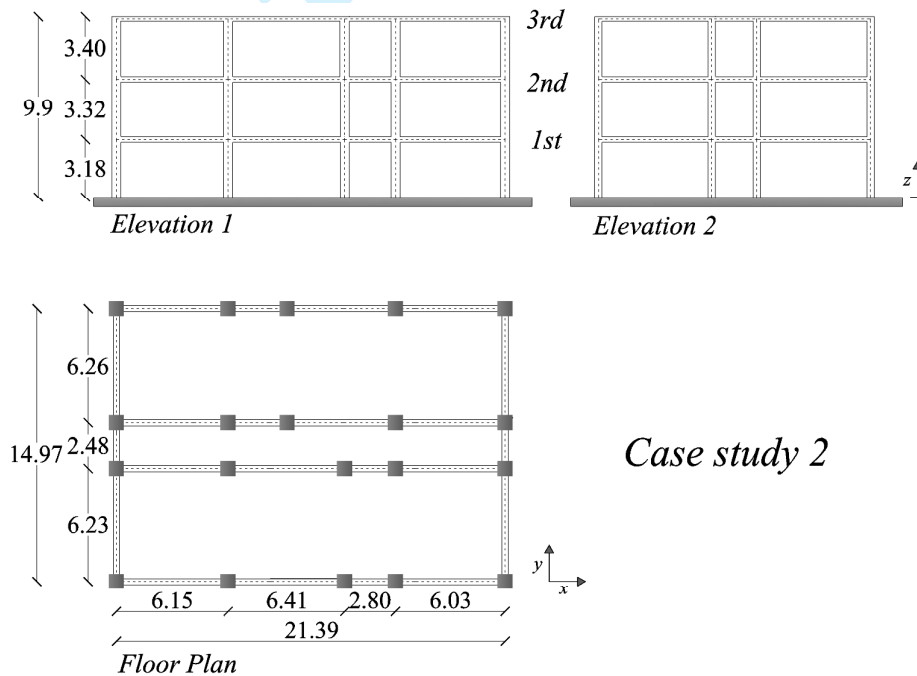 3.40
3.32
3.18
9.9
3rd
2nd
1st
z
Elevation 1
Elevation 2
6.26
2.48
14.97
6.23
Case study 2
y
x
6.15 6.41 2.80 6.03
21.39
Floor Plan